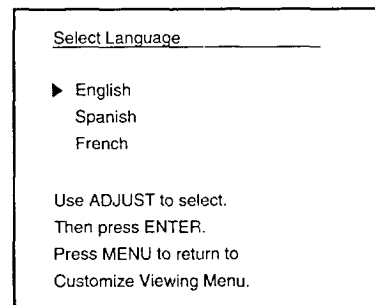 Select Language
English
Spanish
French
Use ADJUST to select.
Then press ENTER.
Press MENU to return to
Customize Viewing Menu.